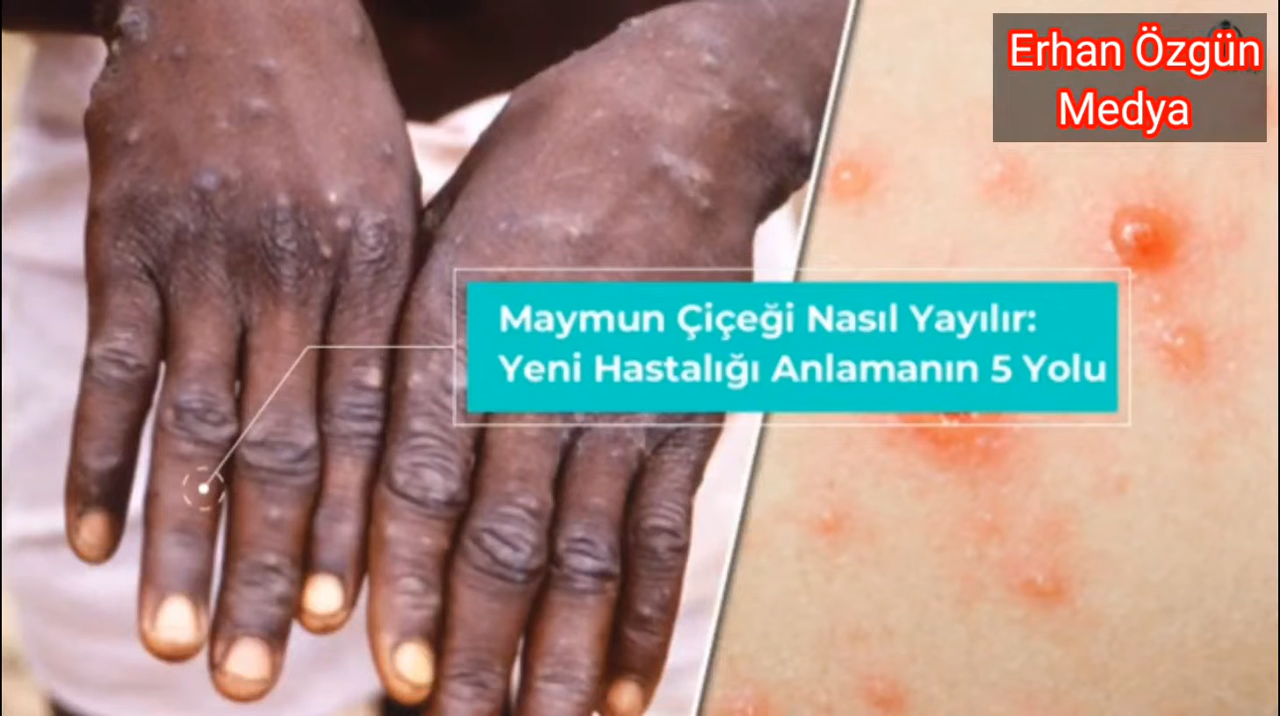 Erhan Özgün
Medya
Maymun Çiçeği Nasıl Yayılır:
Yeni Hastalığı Anlamanın 5 Yolu